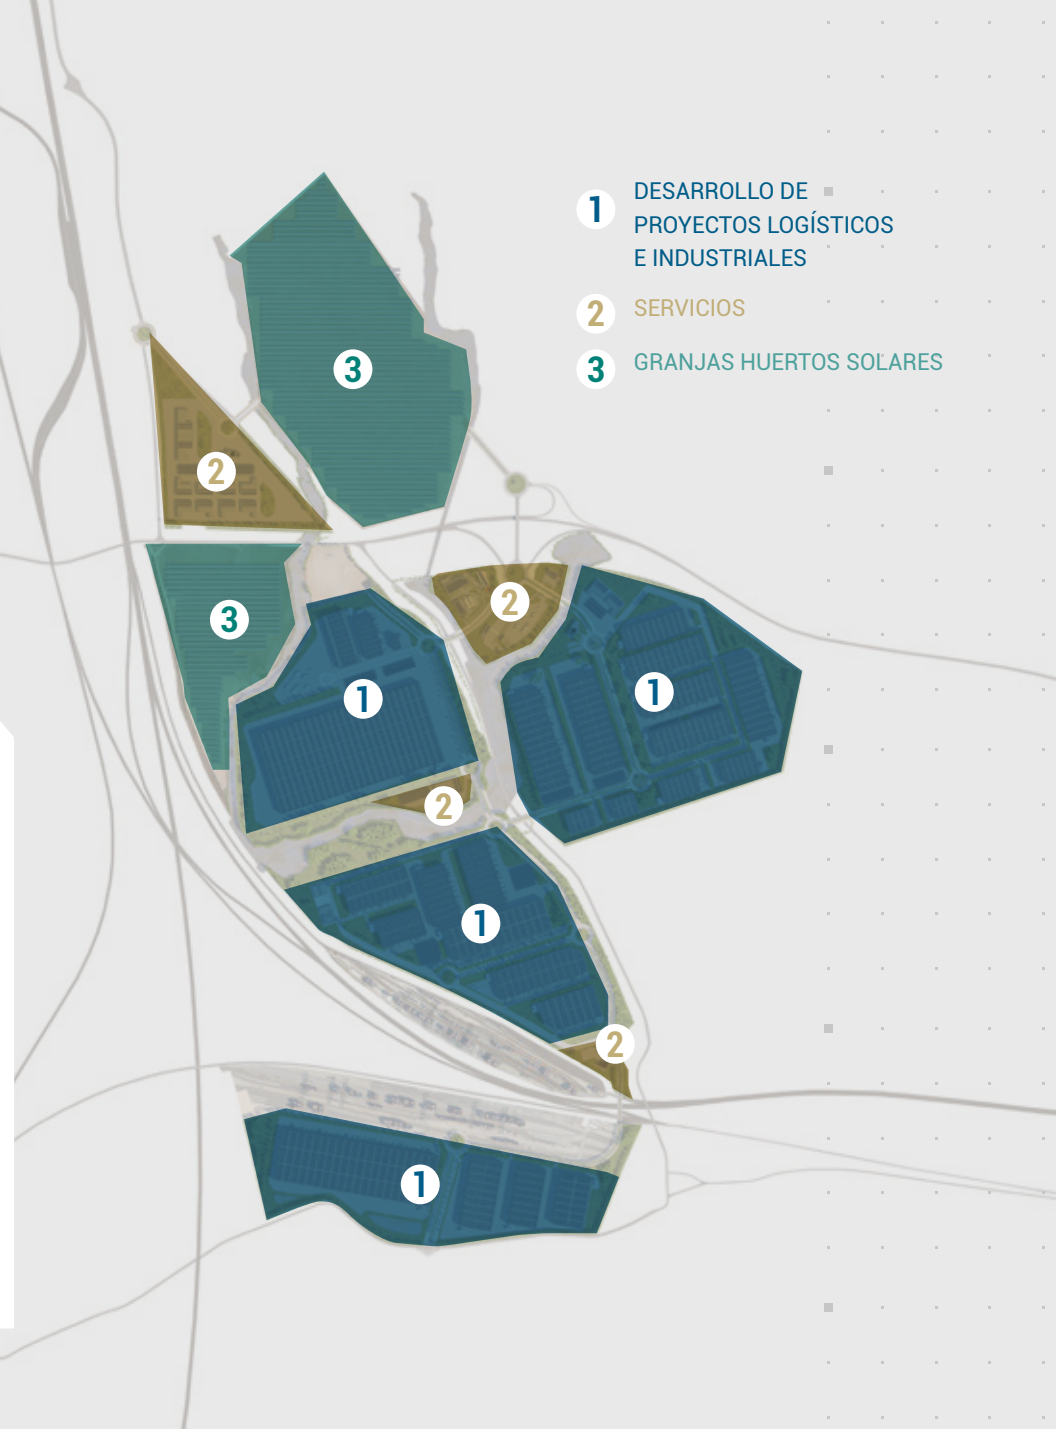 1
DESARROLLO DE
PROYECTOS LOGÍSTICOS
E INDUSTRIALES
2
SERVICIOS
3
GRANJAS HUERTOS SOLARES
3
2
2
3
1
1
2
1
2
1